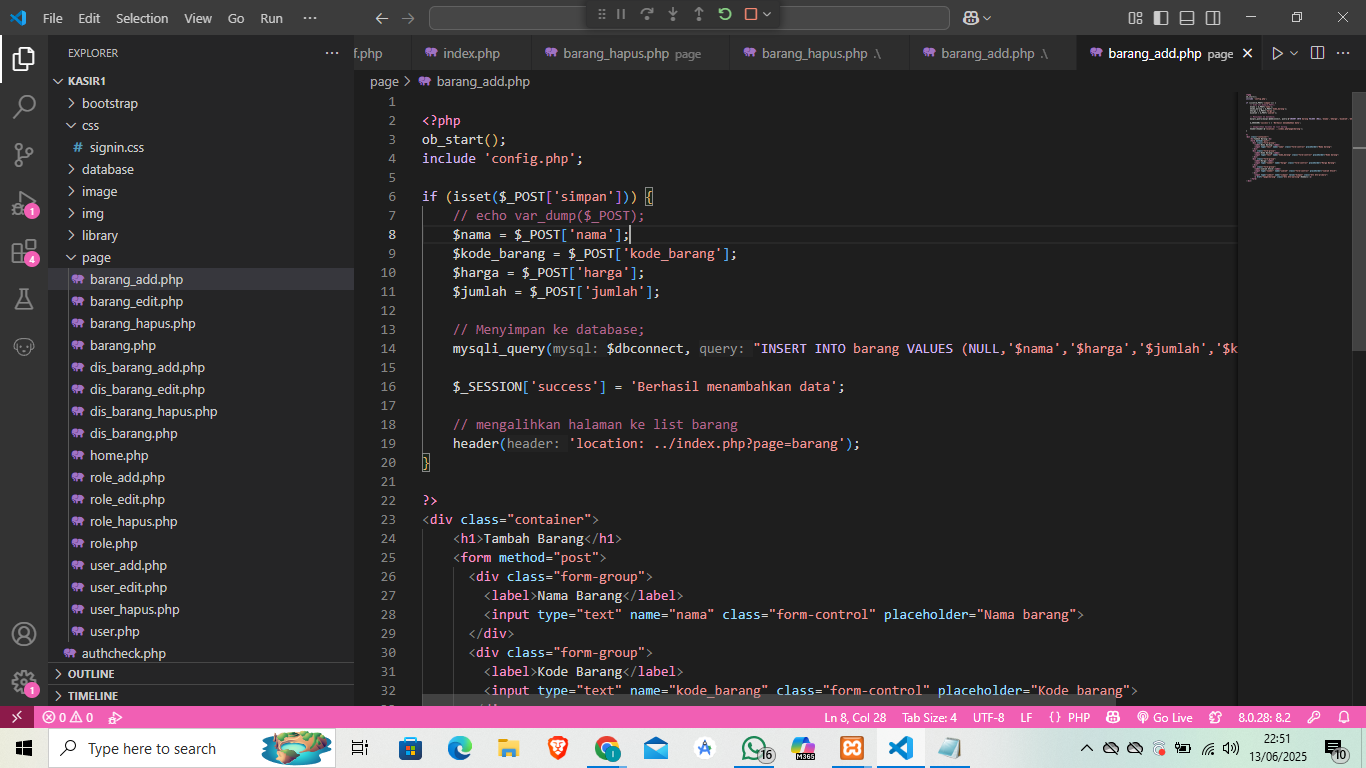 File Edit Selection View Go Run ···
EXPLORER ···
f.php index.php barang_hapus.php page barang_hapus.php .\ barang_add.php .\ barang_add.php page
page > barang_add.php
KASIR1
bootstrap
css
# signin.css
database
image
img
library
page
barang_add.php
barang_edit.php
barang_hapus.php
barang.php
dis_barang_add.php
dis_barang_edit.php
dis_barang_hapus.php
dis_barang.php
home.php
role_add.php
role_edit.php
role_hapus.php
role.php
user_add.php
user_edit.php
user_hapus.php
user.php
authcheck.php
OUTLINE
TIMELINE
1
4
1
1
2 <?php
3 ob_start();
4 include 'config.php';
5
6 if (isset($_POST['simpan'])) {
7 // echo var_dump($_POST);
8 $nama = $_POST['nama'];
9 $kode_barang = $_POST['kode_barang'];
10 $harga = $_POST['harga'];
11 $jumlah = $_POST['jumlah'];
12
13 // Menyimpan ke database;
14 mysqli_query(mysql: $dbconnect, query: "INSERT INTO barang VALUES (NULL,'$nama','$harga','$jumlah','$k
15
16 $_SESSION['success'] = 'Berhasil menambahkan data';
17
18 // mengalihkan halaman ke list barang
19 header(header: 'location: ../index.php?page=barang');
20 }
21
22 ?>
23 <div class="container">
24 <h1>Tambah Barang</h1>
25 <form method="post">
26 <div class="form-group">
27 <label>Nama Barang</label>
28 <input type="text" name="nama" class="form-control" placeholder="Nama barang">
29 </div>
30 <div class="form-group">
31 <label>Kode Barang</label>
32 <input type="text" name="kode_barang" class="form-control" placeholder="Kode barang">
0 0 Ln 8, Col 28 Tab Size: 4 UTF-8 LF {} PHP Go Live 8.0.28: 8.2
Type here to search 16 M365 22:51
13/06/2025 10